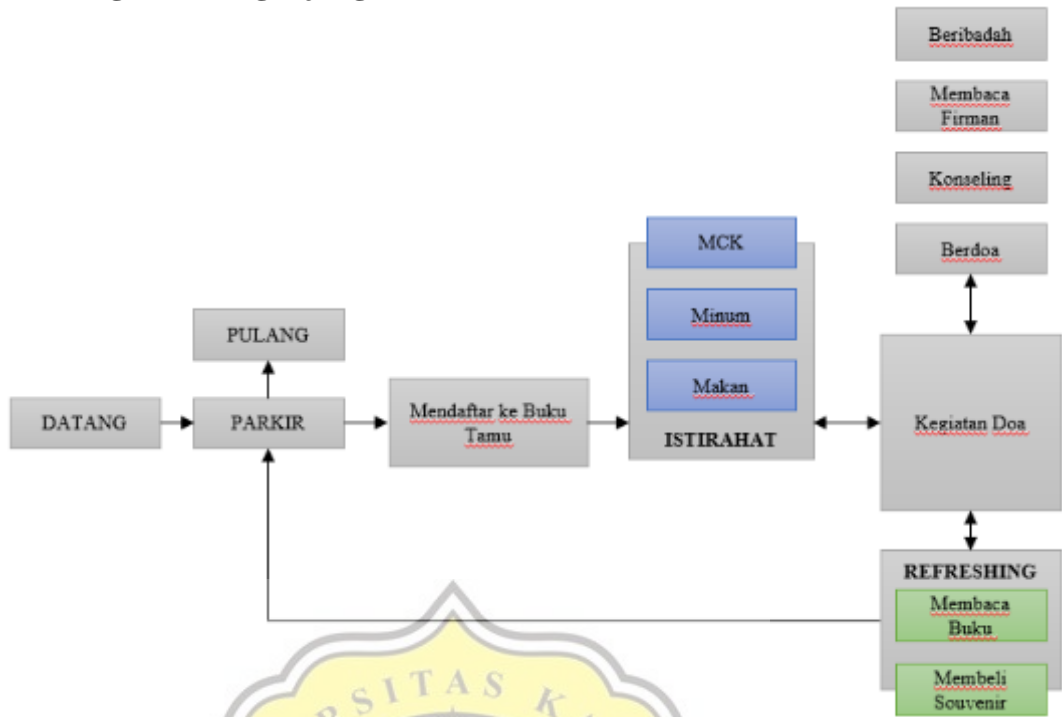 Beribadah
Membaca
Firman
Konseling
MCK
Berdoa
Minum
PULANG
Makan
DATANG
PARKIR
Mendaftar ke Buku
Tamu
ISTIRAHAT
Kegiatan Doa
REFRESHING
Membaca
Buku
Membeli
Souvenir
SITAS K